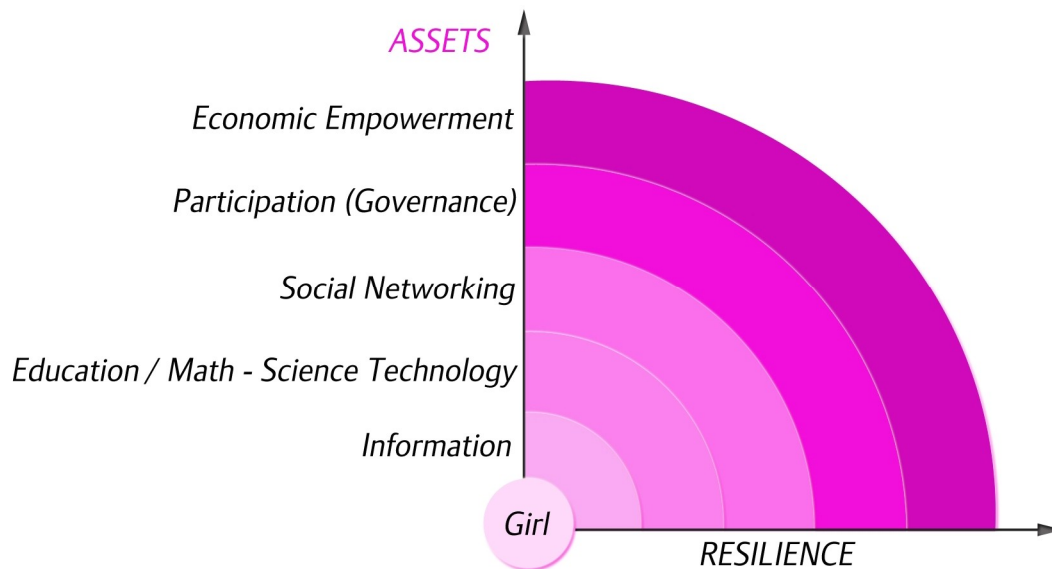 ASSETS
Economic Empowerment
Participation (Governance)
Social Networking
Education / Math - Science Technology
Information
Girl
RESILIENCE